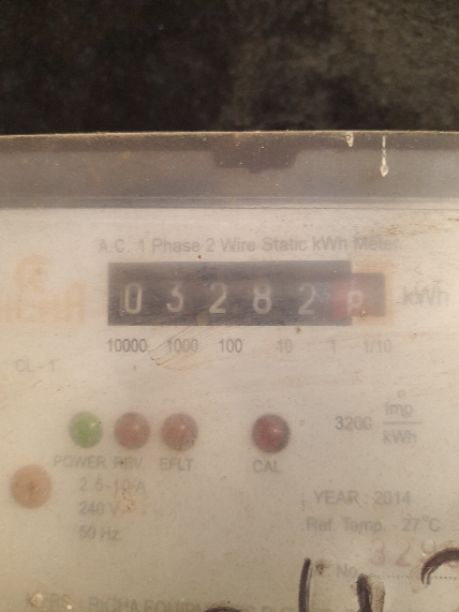 A.C. 1 Phase 2 Wire Static kWh Meter
0 3 2 8 2 kWh
10000 1000 100 10 1 1/10
CL - 1
3200 Imp
kWh
POWER REV. EFLT CAL
2.5-10 A
240 V
50 Hz.
YEAR 2014
Ref. Temp. 27°C
No.